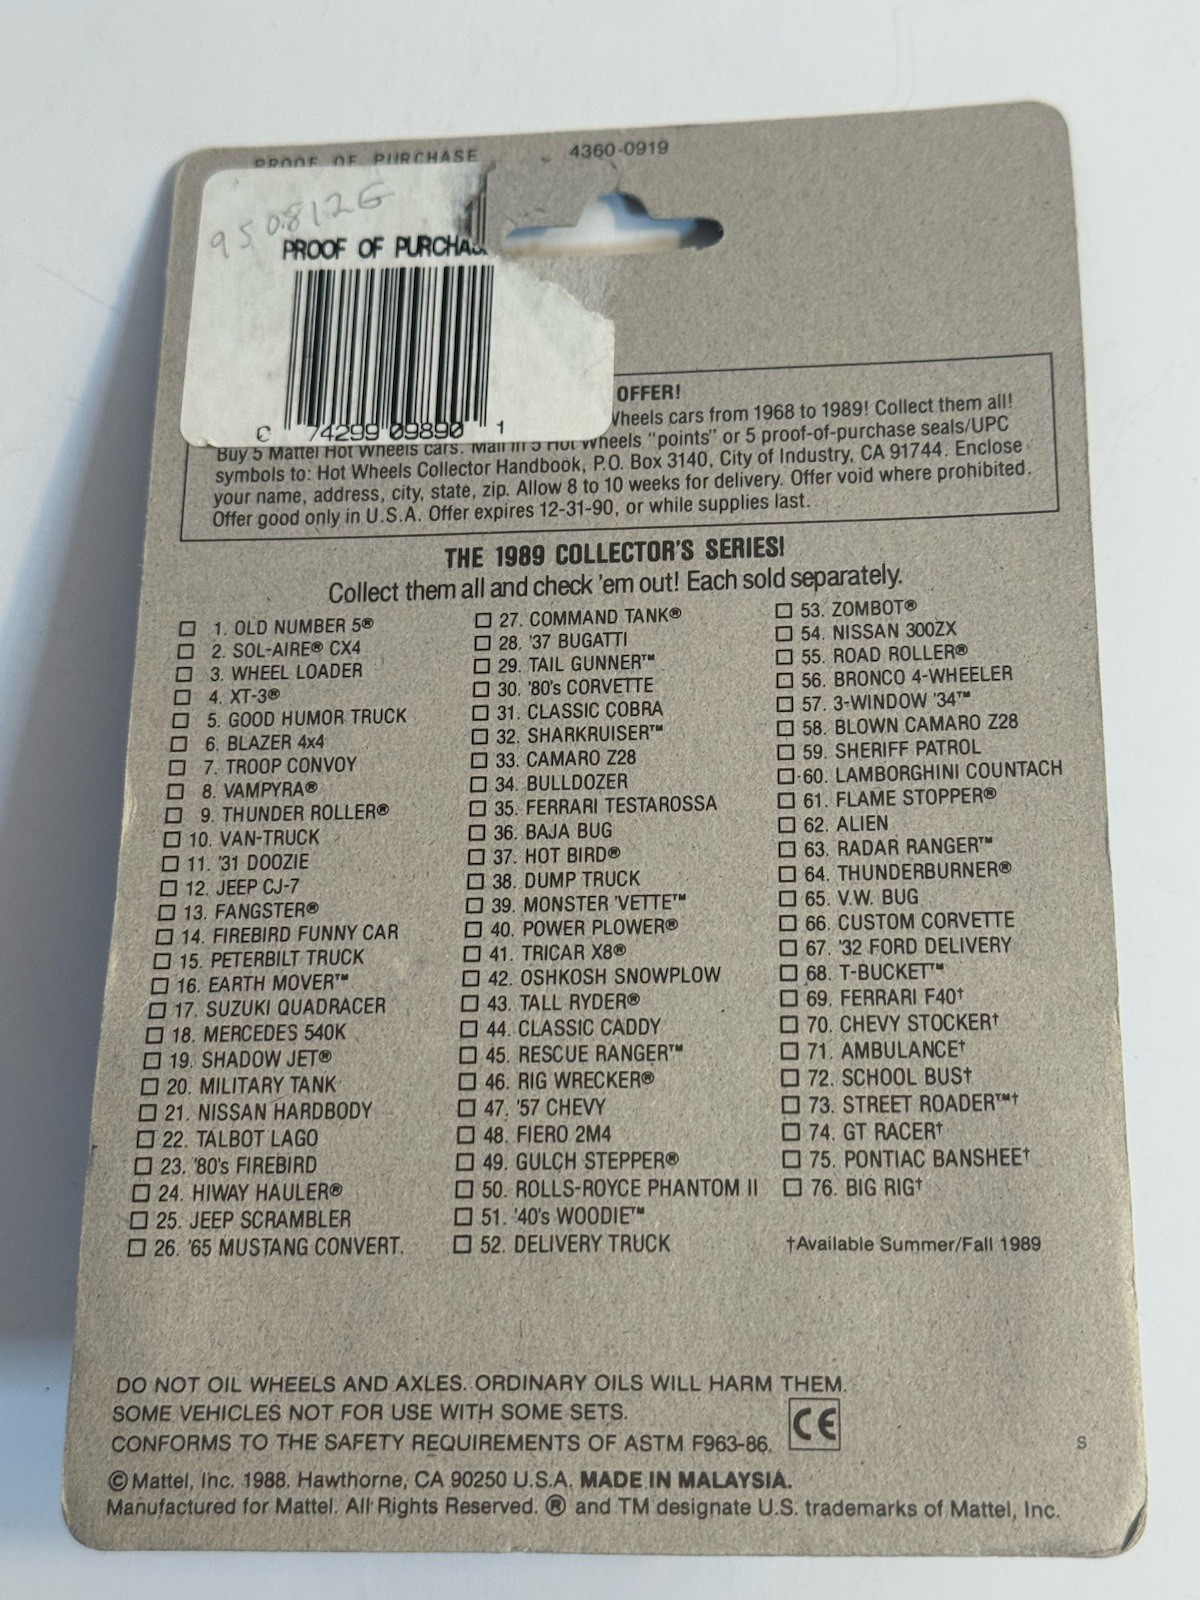 PROOF OF PURCHASE 4360-0919
950812G
PROOF OF PURCHAS
74299 09890 1
OFFER!
Wheels cars from 1968 to 1989! Collect them all!
Buy 5 Mattel Hot Wheels cars. Mail in 5 Hot Wheels "points" or 5 proof-of-purchase seals/UPC
symbols to: Hot Wheels Collector Handbook, P.O. Box 3140, City of Industry, CA 91744. Enclose
your name, address, city, state, zip. Allow 8 to 10 weeks for delivery. Offer void where prohibited.
Offer good only in U.S.A. Offer expires 12-31-90, or while supplies last.
THE 1989 COLLECTOR'S SERIES!
Collect them all and check 'em out! Each sold separately.
1. OLD NUMBER 5®
2. SOL-AIRE® CX4
3. WHEEL LOADER
4. XT-3®
5. GOOD HUMOR TRUCK
6. BLAZER 4x4
7. TROOP CONVOY
8. VAMPYRA®
9. THUNDER ROLLER®
10. VAN-TRUCK
11. '31 DOOZIE
12. JEEP CJ-7
13. FANGSTER®
14. FIREBIRD FUNNY CAR
15. PETERBILT TRUCK
16. EARTH MOVER™
17. SUZUKI QUADRACER
18. MERCEDES 540K
19. SHADOW JET®
20. MILITARY TANK
21. NISSAN HARDBODY
22. TALBOT LAGO
23. '80's FIREBIRD
24. HIWAY HAULER®
25. JEEP SCRAMBLER
26. '65 MUSTANG CONVERT.
27. COMMAND TANK®
28. '37 BUGATTI
29. TAIL GUNNER™
30. '80's CORVETTE
31. CLASSIC COBRA
32. SHARKRUISER™
33. CAMARO Z28
34. BULLDOZER
35. FERRARI TESTAROSSA
36. BAJA BUG
37. HOT BIRD®
38. DUMP TRUCK
39. MONSTER 'VETTE™
40. POWER PLOWER®
41. TRICAR X8®
42. OSHKOSH SNOWPLOW
43. TALL RYDER®
44. CLASSIC CADDY
45. RESCUE RANGER™
46. RIG WRECKER®
47. '57 CHEVY
48. FIERO 2M4
49. GULCH STEPPER®
50. ROLLS-ROYCE PHANTOM II
51. '40's WOODIE™
52. DELIVERY TRUCK
53. ZOMBOT®
54. NISSAN 300ZX
55. ROAD ROLLER®
56. BRONCO 4-WHEELER
57. 3-WINDOW '34™
58. BLOWN CAMARO Z28
59. SHERIFF PATROL
60. LAMBORGHINI COUNTACH
61. FLAME STOPPER®
62. ALIEN
63. RADAR RANGER™
64. THUNDERBURNER®
65. V.W. BUG
66. CUSTOM CORVETTE
67. '32 FORD DELIVERY
68. T-BUCKET™
69. FERRARI F40†
70. CHEVY STOCKER†
71. AMBULANCE†
72. SCHOOL BUS†
73. STREET ROADER™†
74. GT RACER†
75. PONTIAC BANSHEE†
76. BIG RIG†
†Available Summer/Fall 1989
DO NOT OIL WHEELS AND AXLES. ORDINARY OILS WILL HARM THEM.
SOME VEHICLES NOT FOR USE WITH SOME SETS.
CONFORMS TO THE SAFETY REQUIREMENTS OF ASTM F963-86. CE
S
©Mattel, Inc. 1988. Hawthorne, CA 90250 U.S.A. MADE IN MALAYSIA.
Manufactured for Mattel. All Rights Reserved. ® and TM designate U.S. trademarks of Mattel, Inc.